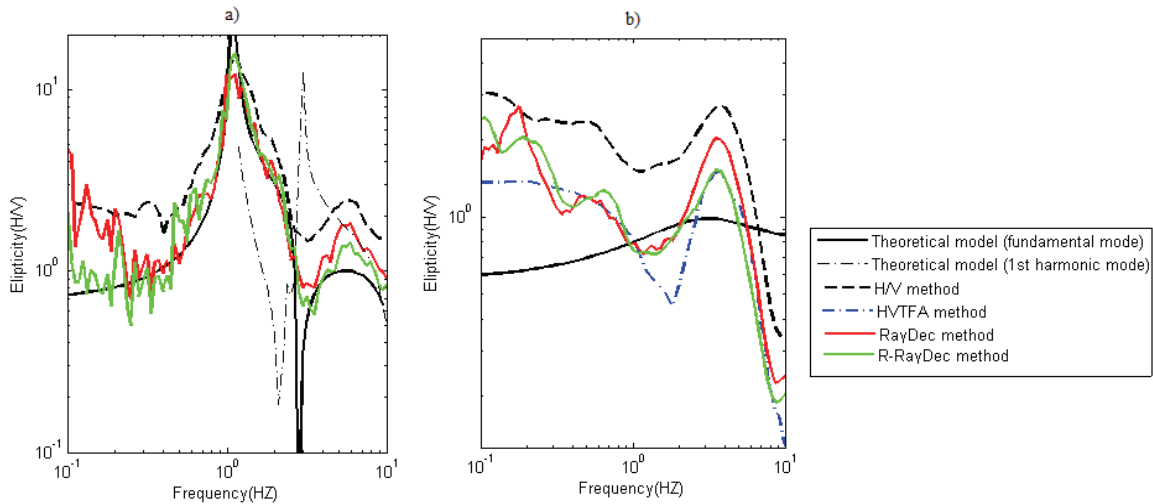 a)
b)
Elipticity(H/V)
10^1
10^0
10^-1
10^-1
10^0
10^1
Frequency(HZ)
Elipticity(H/V)
10^0
10^-1
10^0
10^1
Frequency(HZ)
Theoretical model (fundamental mode)
Theoretical model (1st harmonic mode)
H/V method
HVTFA method
RayDec method
R-RayDec method